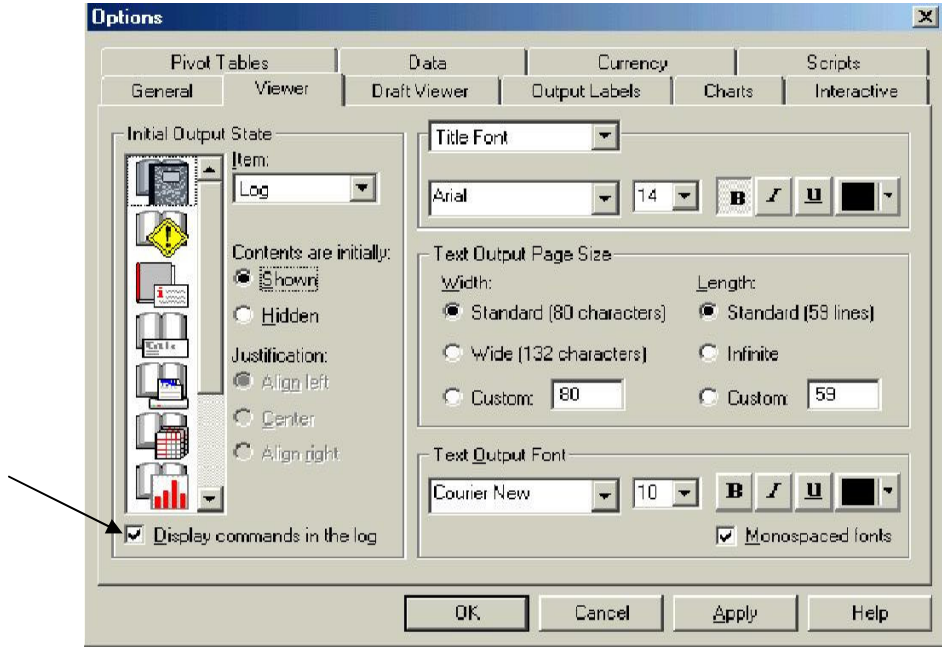 Options
Pivot Tables
Data
Currency
Scripts
General
Viewer
Draft Viewer
Output Labels
Charts
Interactive
Initial Output State
Item:
Log
Contents are initially:
Shown
Hidden
Justification:
Align left
Center
Align right
Display commands in the log
Title Font
Arial
14
B
I
U
Text Output Page Size
Width:
Standard (80 characters)
Wide (132 characters)
Custom: 80
Length:
Standard (59 lines)
Infinite
Custom: 59
Text Output Font
Courier New
10
B
I
U
Monospaced fonts
OK
Cancel
Apply
Help